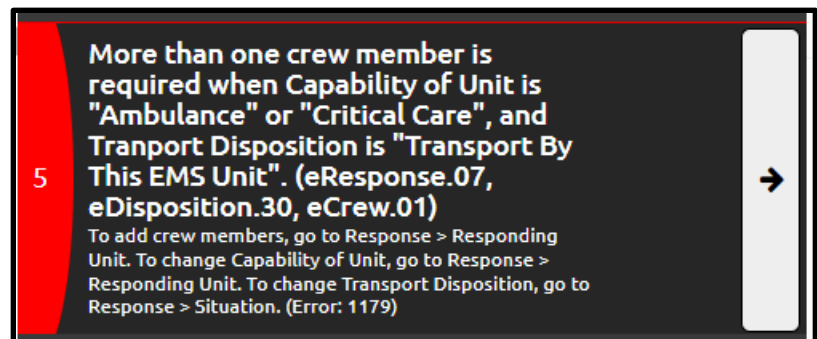 More than one crew member is
required when Capability of Unit is
"Ambulance" or "Critical Care", and
Tranport Disposition is "Transport By
5
This EMS Unit". (eResponse.07,
eDisposition.30, eCrew.01)
To add crew members, go to Response > Responding
Unit. To change Capability of Unit, go to Response >
Responding Unit. To change Transport Disposition, go to
Response > Situation. (Error: 1179)